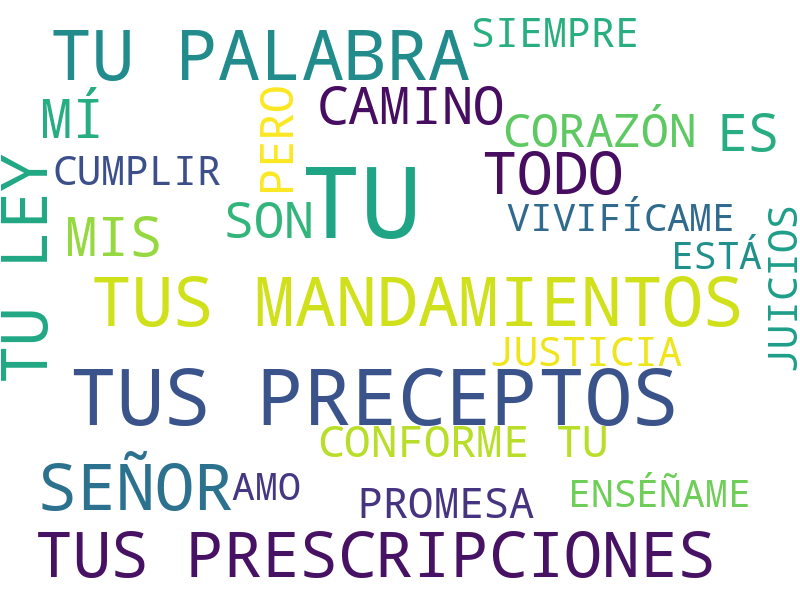 SIEMPRE
TU PALABRA
MÍ
PERO
CAMINO
CORAZÓN
ES
CUMPLIR
TU
TODO
TU LEY
MIS
SON
VIVIFÍCAME
ESTÁ
JUICIOS
TUS MANDAMIENTOS
JUSTICIA
TUS PRECEPTOS
CONFORME TU
SEÑOR
AMO
PROMESA
ENSÉÑAME
TUS PRESCRIPCIONES